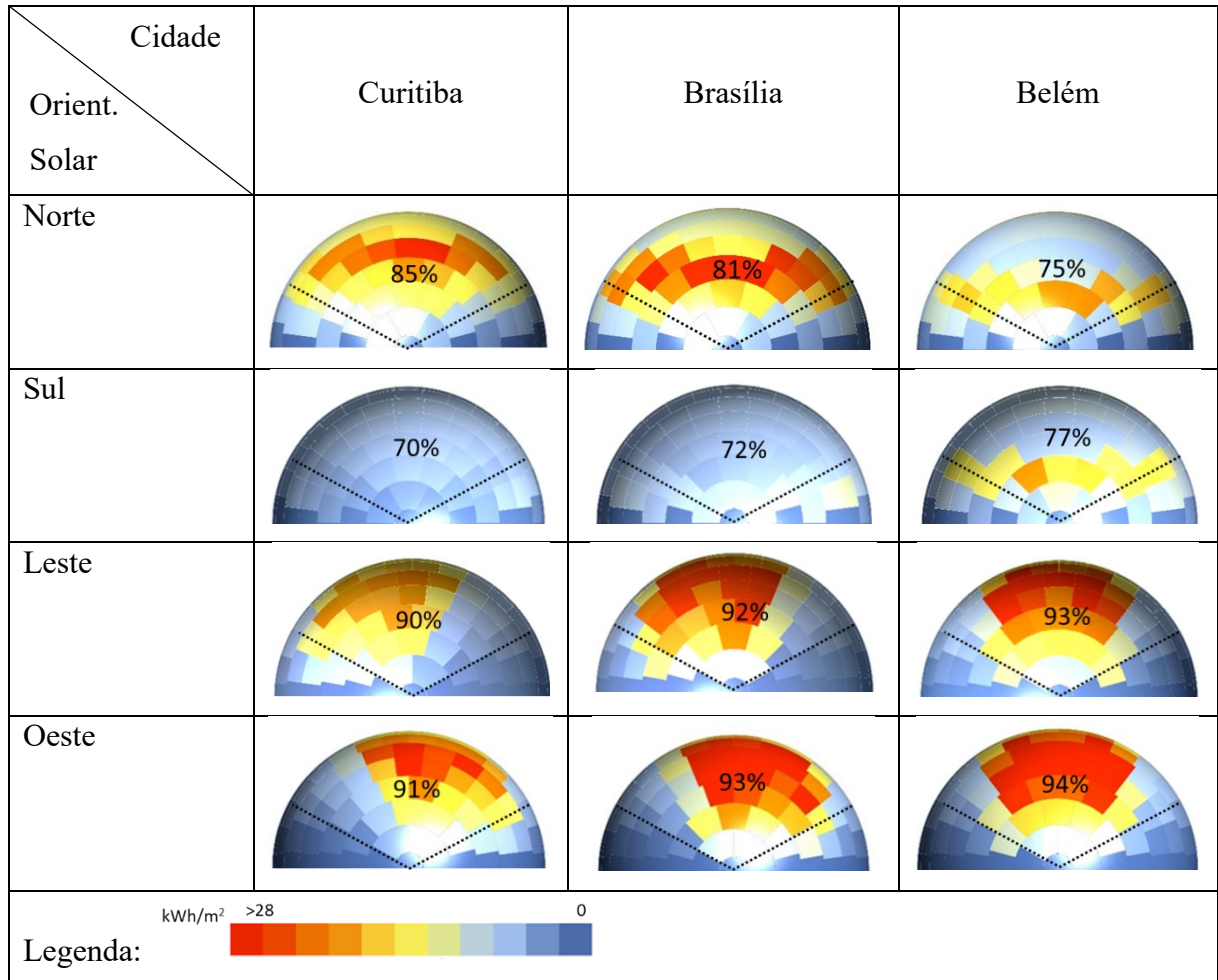 Cidade
Orient.
Solar
Curitiba
Brasília
Belém
Norte
85%
81%
75%
Sul
70%
72%
77%
Leste
90%
92%
93%
Oeste
91%
93%
94%
Legenda:
kWh/m² >28 0